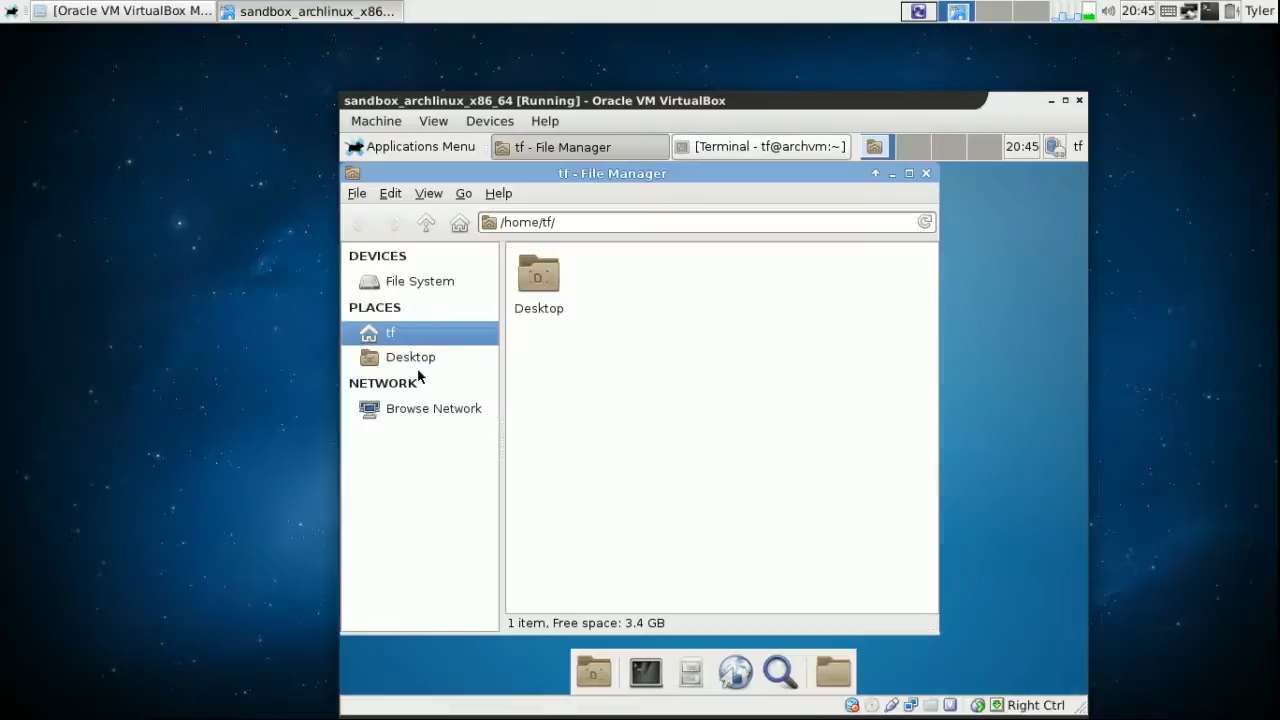 [Oracle VM VirtualBox M...
sandbox_archlinux_x86...
20:45
Tyler
sandbox_archlinux_x86_64 [Running] - Oracle VM VirtualBox
Machine View Devices Help
Applications Menu
tf - File Manager
[Terminal - tf@archvm:~]
20:45
tf
tf - File Manager
File Edit View Go Help
/home/tf/
DEVICES
File System
PLACES
tf
Desktop
NETWORK
Browse Network
Desktop
1 item, Free space: 3.4 GB
Right Ctrl